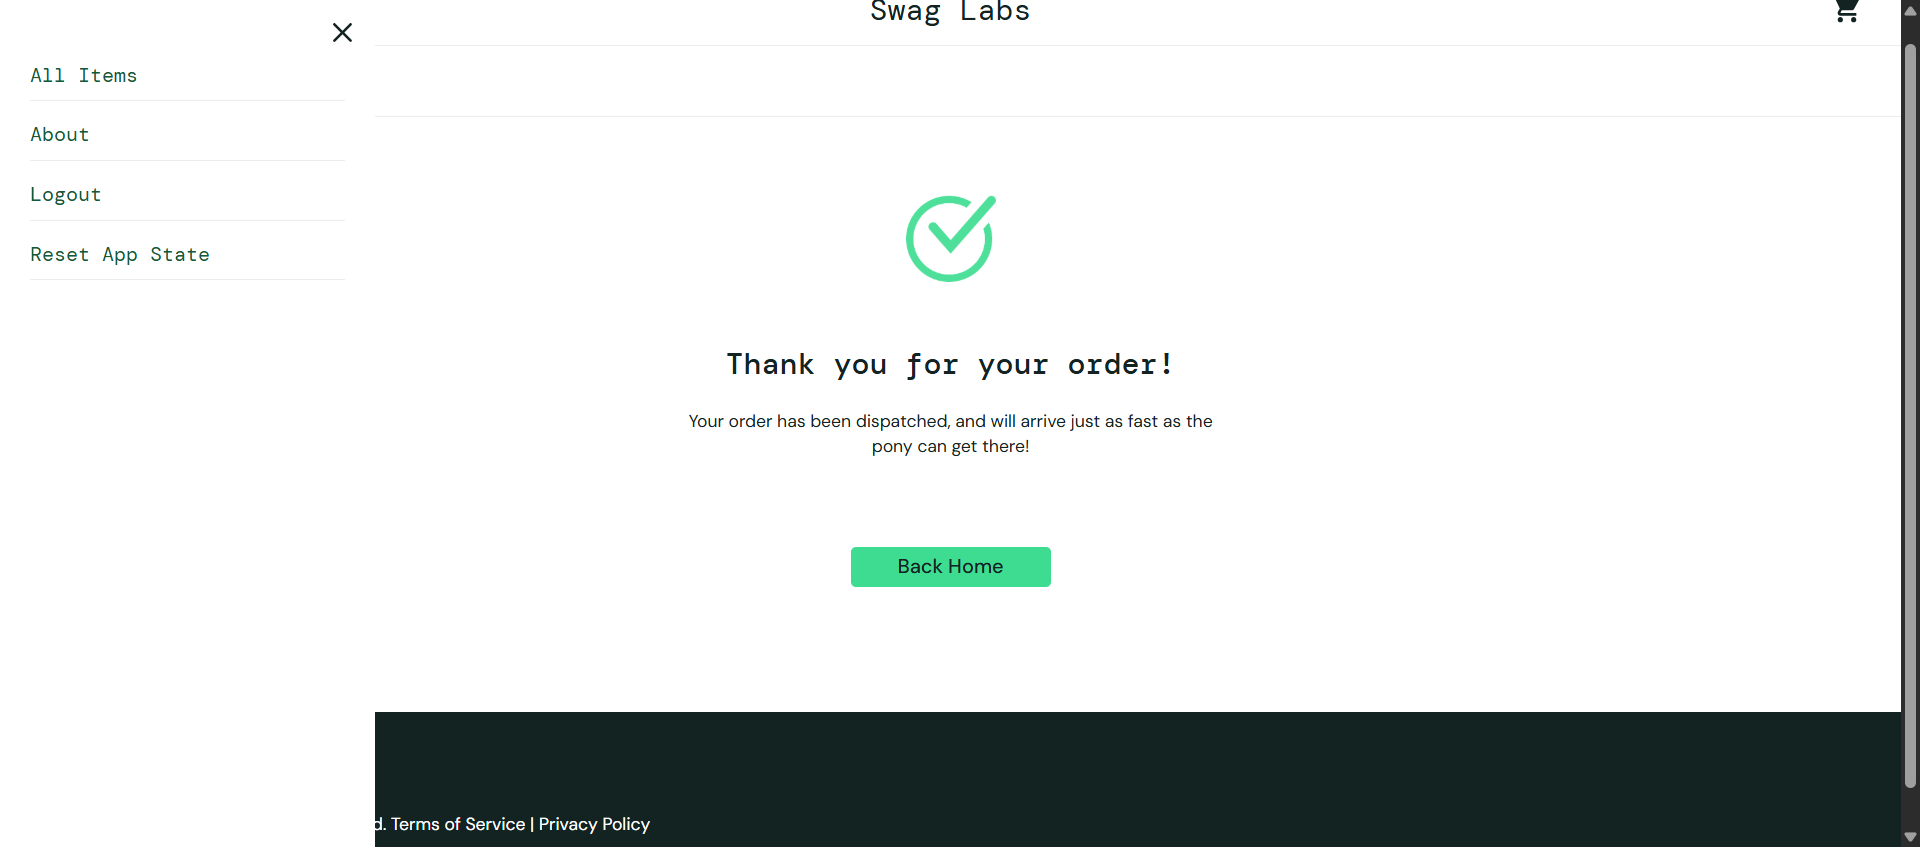 Swag Labs
All Items
About
Logout
Reset App State
Thank you for your order!
Your order has been dispatched, and will arrive just as fast as the
pony can get there!
Back Home
d. Terms of Service | Privacy Policy